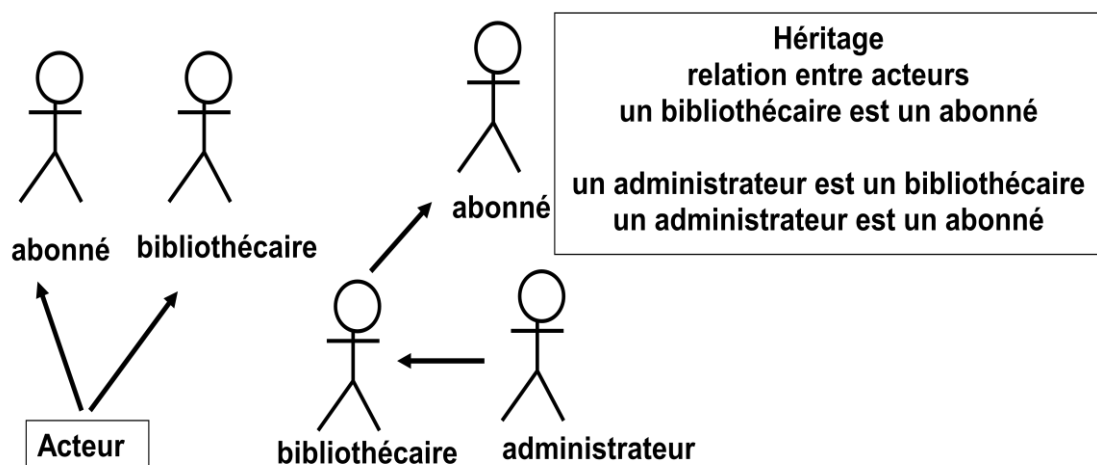 Héritage
relation entre acteurs
un bibliothécaire est un abonné
un administrateur est un bibliothécaire
un administrateur est un abonné
abonné
abonné
bibliothécaire
Acteur
bibliothécaire
administrateur